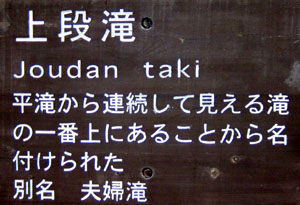 上段滝
Joudan taki
平滝から連続して見える滝
の一番上にあることから名
付けられた
別名　夫婦滝